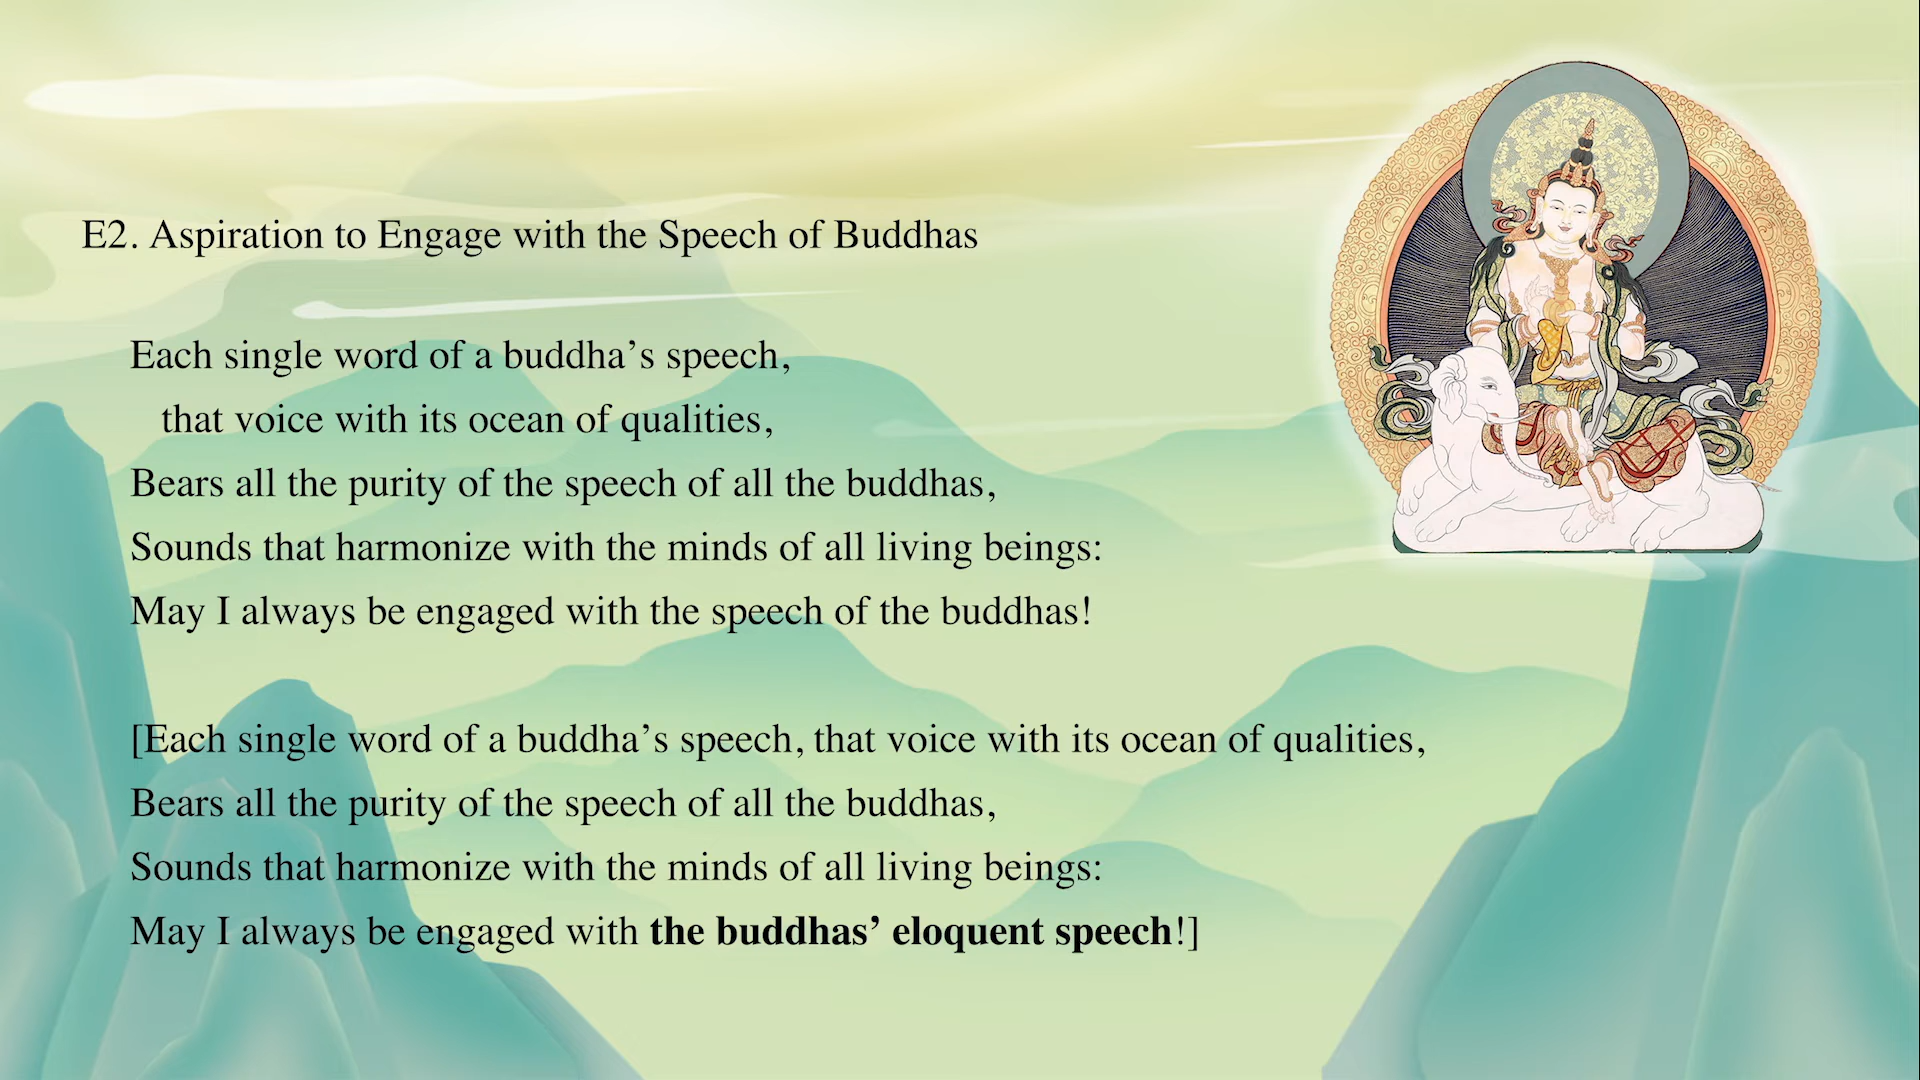 E2. Aspiration to Engage with the Speech of Buddhas
Each single word of a buddha’s speech,
that voice with its ocean of qualities,
Bears all the purity of the speech of all the buddhas,
Sounds that harmonize with the minds of all living beings:
May I always be engaged with the speech of the buddhas!
[Each single word of a buddha’s speech, that voice with its ocean of qualities,
Bears all the purity of the speech of all the buddhas,
Sounds that harmonize with the minds of all living beings:
May I always be engaged with the buddhas’ eloquent speech!]